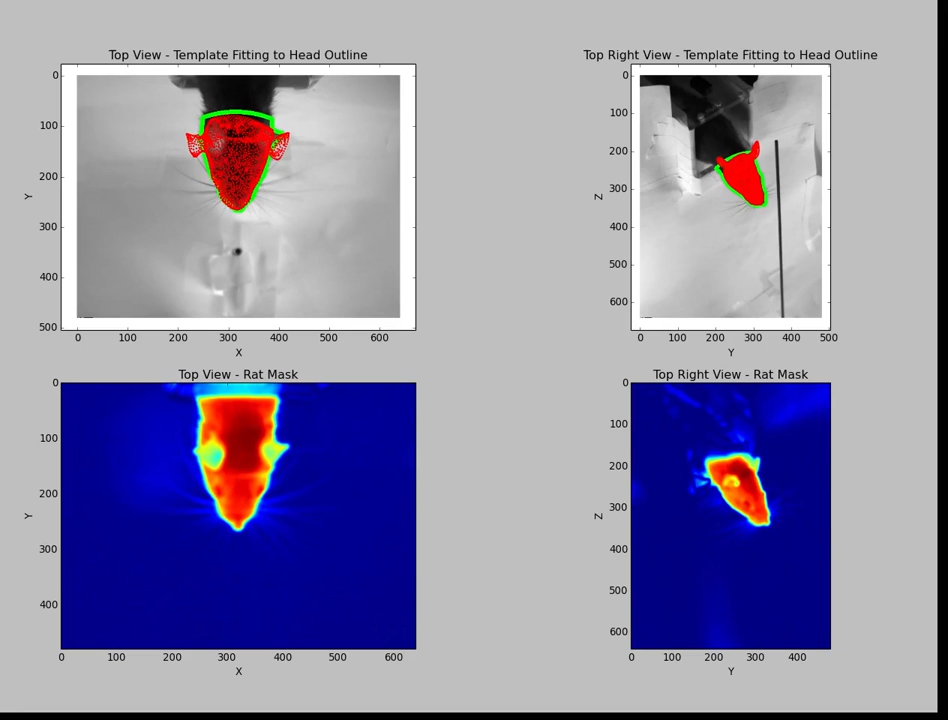 Top View - Template Fitting to Head Outline
Top Right View - Template Fitting to Head Outline
0
100
200
300
400
500
Y
0 100 200 300 400 500 600
X
0
100
200
300
400
500
600
Z
0 100 200 300 400 500
Y
Top View - Rat Mask
Top Right View - Rat Mask
0
100
200
300
400
Y
0 100 200 300 400 500 600
X
0
100
200
300
400
500
600
Z
0 100 200 300 400
Y